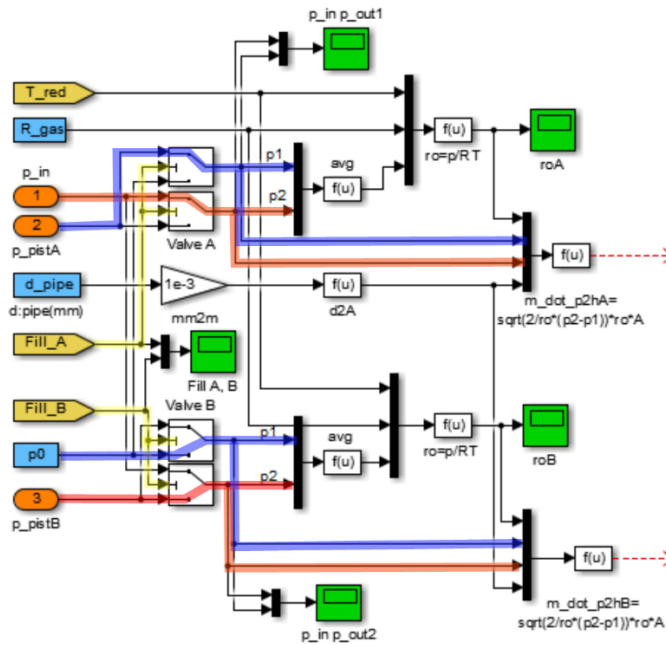 p_in p_out1
T_red
R_gas
f(u)
ro=p/RT
roA
p_in
1
2
p_pistA
p1
p2
avg
f(u)
Valve A
d_pipe
d:pipe(mm)
1e-3
mm2m
f(u)
d2A
f(u)
m_dot_p2hA=
sqrt(2/ro*(p2-p1))*ro*A
Fill_A
Fill A, B
Fill_B
Valve B
p0
3
p_pistB
p1
p2
avg
f(u)
f(u)
ro=p/RT
roB
f(u)
m_dot_p2hB=
sqrt(2/ro*(p2-p1))*ro*A
p_in p_out2